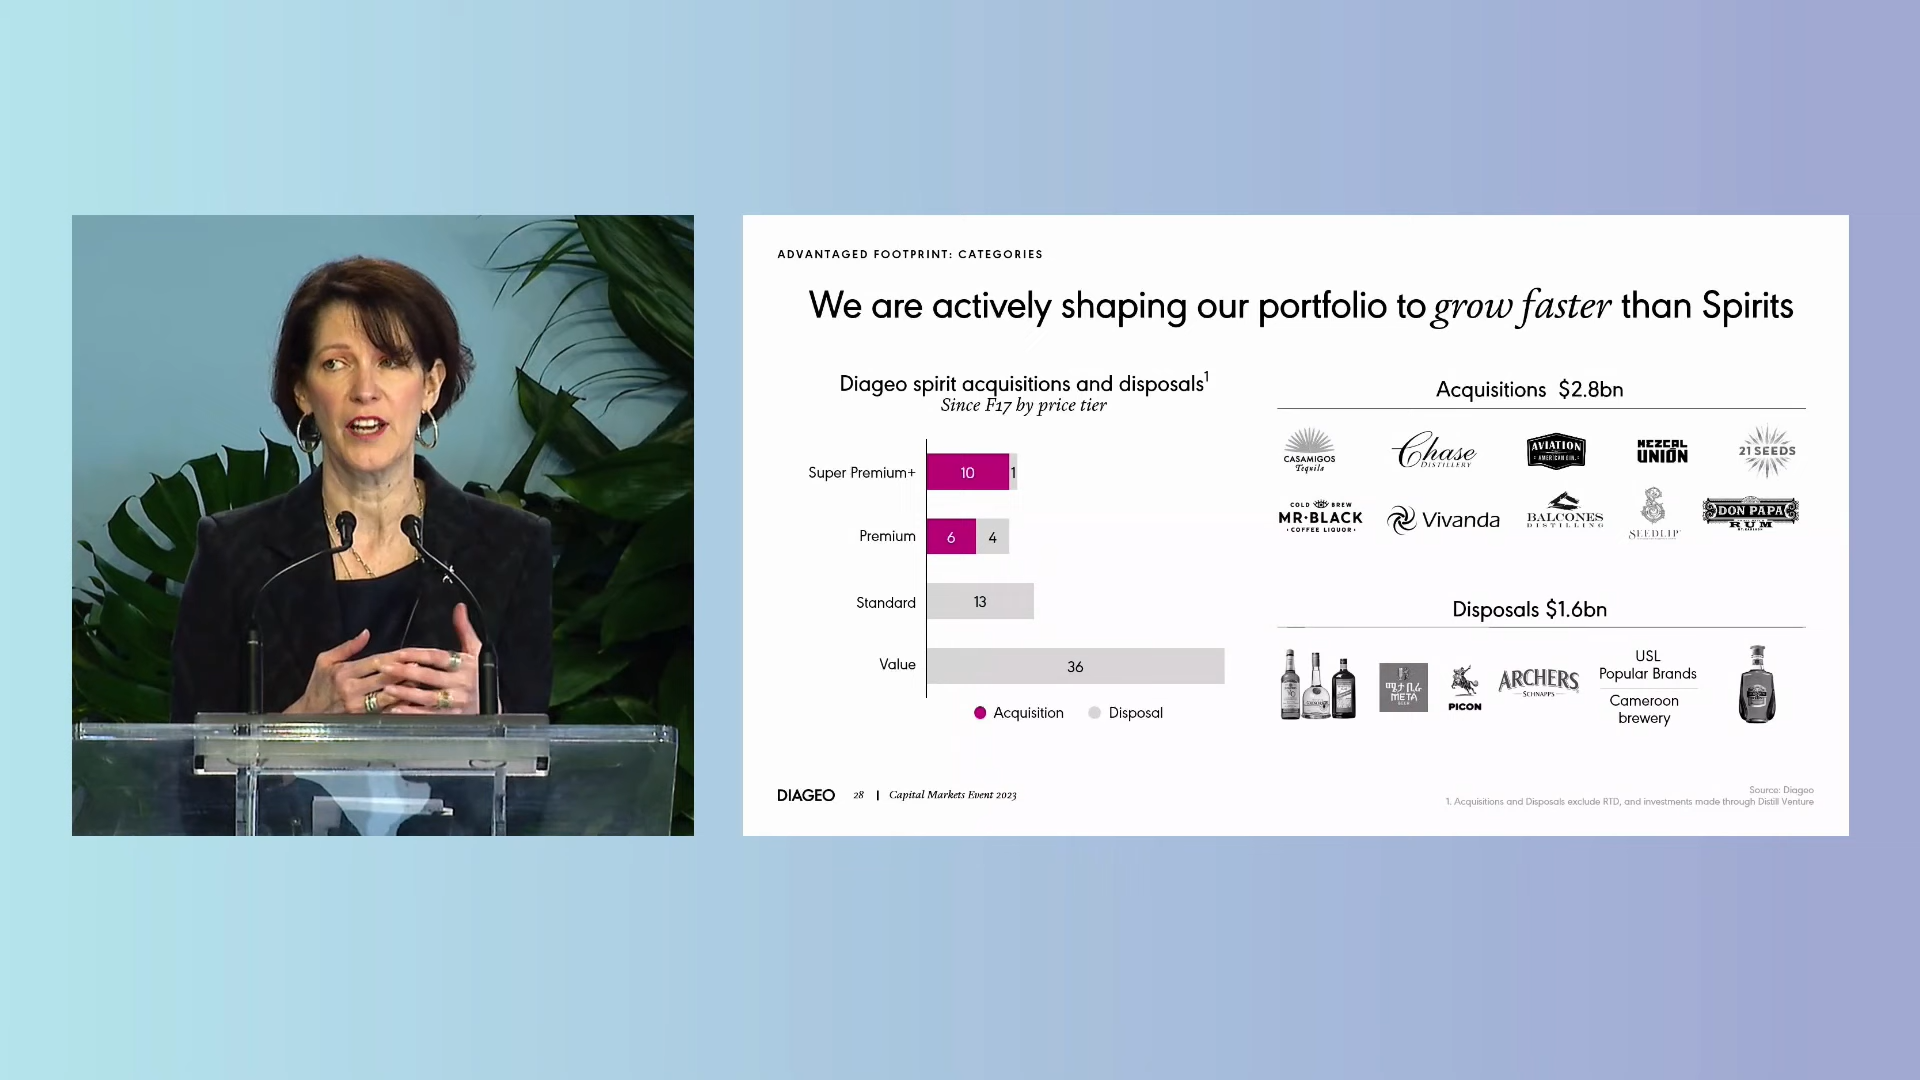 ADVANTAGED FOOTPRINT: CATEGORIES
We are actively shaping our portfolio to grow faster than Spirits
Diageo spirit acquisitions and disposals1
Since F17 by price tier
Super Premium+
10
1
Premium
6
4
Standard
13
Value
36
Acquisition
Disposal
Acquisitions $2.8bn
CASAMIGOS
Tequila
Chase
DISTILLERY
AVIATION
AMERICAN GIN
MEZCAL
UNION
21 SEEDS
COLD BREW
MR·BLACK
·COFFEE LIQUOR·
Vivanda
BALCONES
DISTILLING
SEEDLIP
DON PAPA
RUM
Disposals $1.6bn
ሜታ ቢራ
META
BEER
PICON
ARCHERS
SCHNAPPS
USL
Popular Brands
Cameroon
brewery
DIAGEO
28
Capital Markets Event 2023
Source: Diageo
1. Acquisitions and Disposals exclude RTD, and investments made through Distill Venture